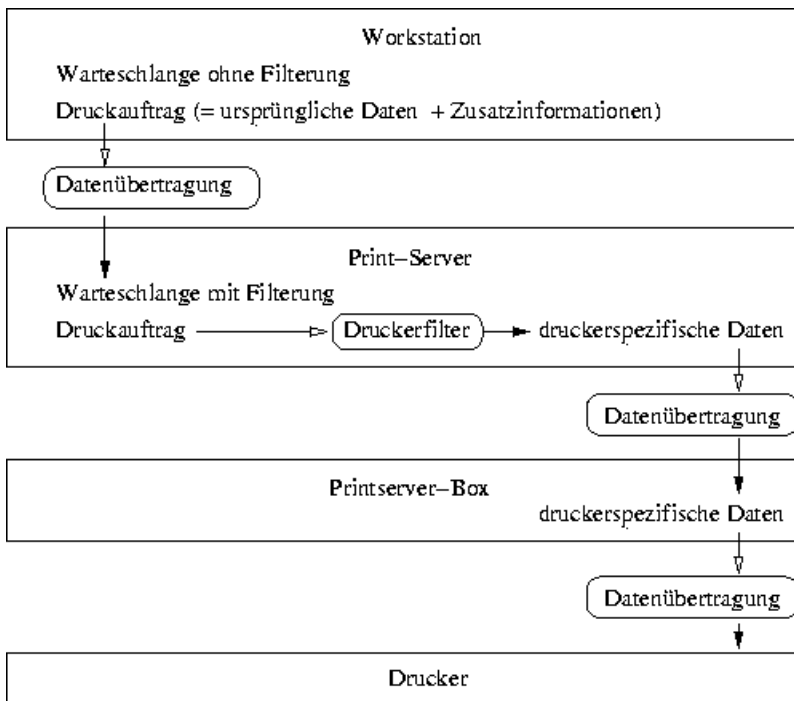 Workstation
Warteschlange ohne Filterung
Druckauftrag (= ursprüngliche Daten + Zusatzinformationen)
Datenübertragung
Print–Server
Warteschlange mit Filterung
Druckauftrag Druckerfilter druckerspezifische Daten
Datenübertragung
Printserver–Box
druckerspezifische Daten
Datenübertragung
Drucker